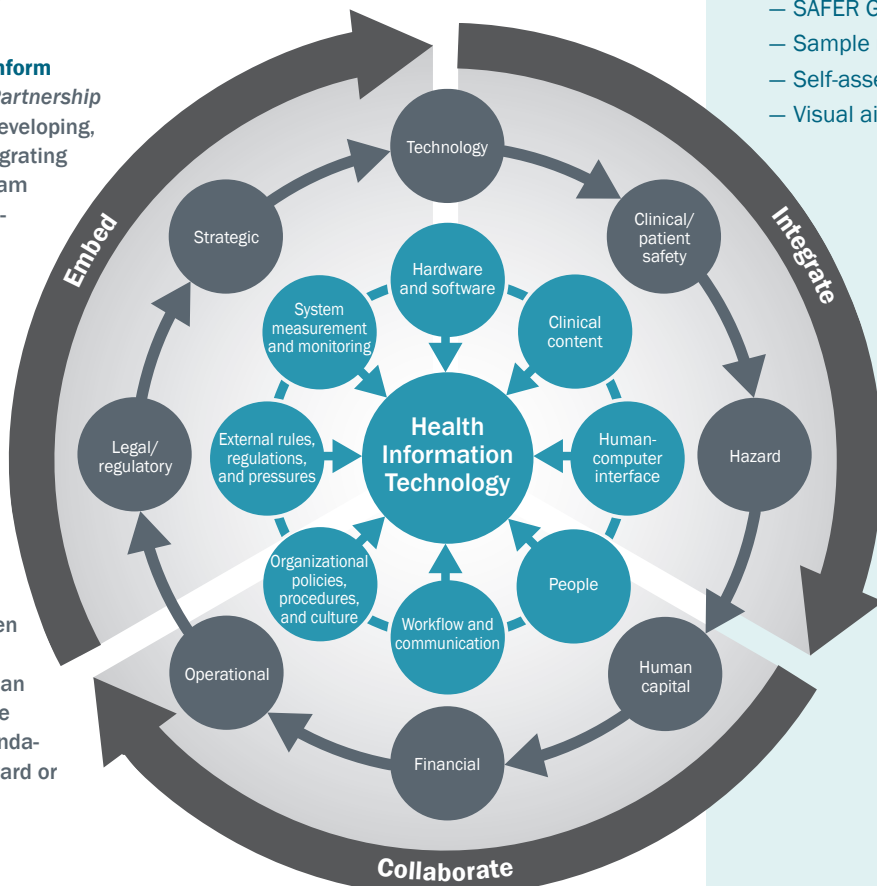 nform
Partnership
eveloping,
grating
am
-
— SAFER G
— Sample
— Self-asse
— Visual ai
Embed
Integrate
Collaborate
Technology
Clinical/
patient
safety
Hazard
Human
capital
Financial
Operational
Legal/
regulatory
Strategic
Hardware
and software
Clinical
content
Human-
computer
interface
People
Workflow and
communication
Organizational
policies,
procedures,
and culture
External rules,
regulations,
and pressures
System
measurement
and monitoring
Health
Information
Technology
en
an
e
nda-
ard or